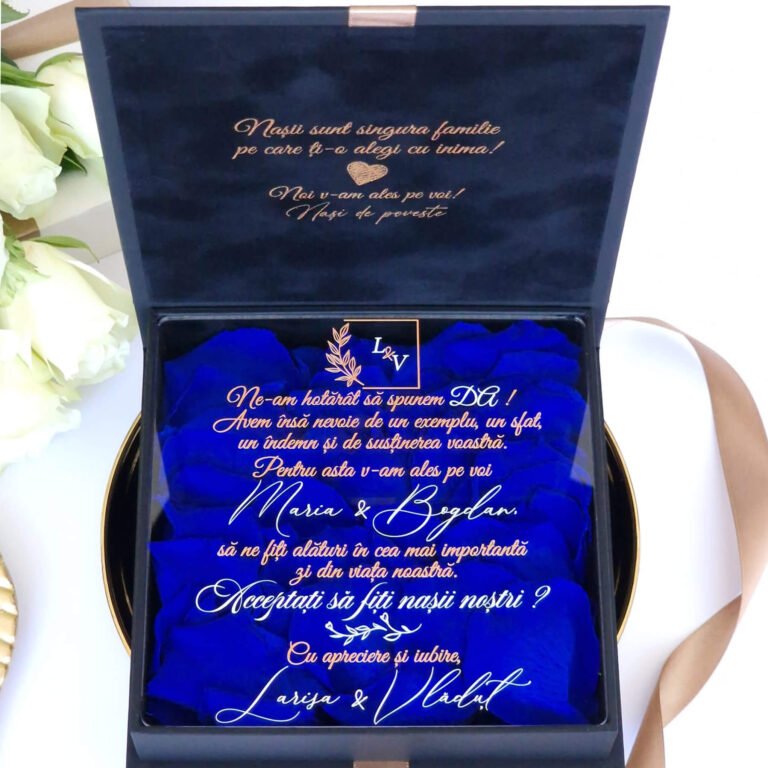 Nașii sunt singura familie
pe care ți-o alegi cu inima!
Noi v-am ales pe voi!
Nași de poveste
L&V
Ne-am hotărât să spunem DA !
Avem însă nevoie de un exemplu, un sfat,
un îndemn și de susținerea voastră.
Pentru asta v-am ales pe voi
Maria & Bogdan,
să ne fiți alături în cea mai importantă
zi din viața noastră.
Acceptați să fiți nașii noștri ?
Cu apreciere și iubire,
Larisa & Vlăduț